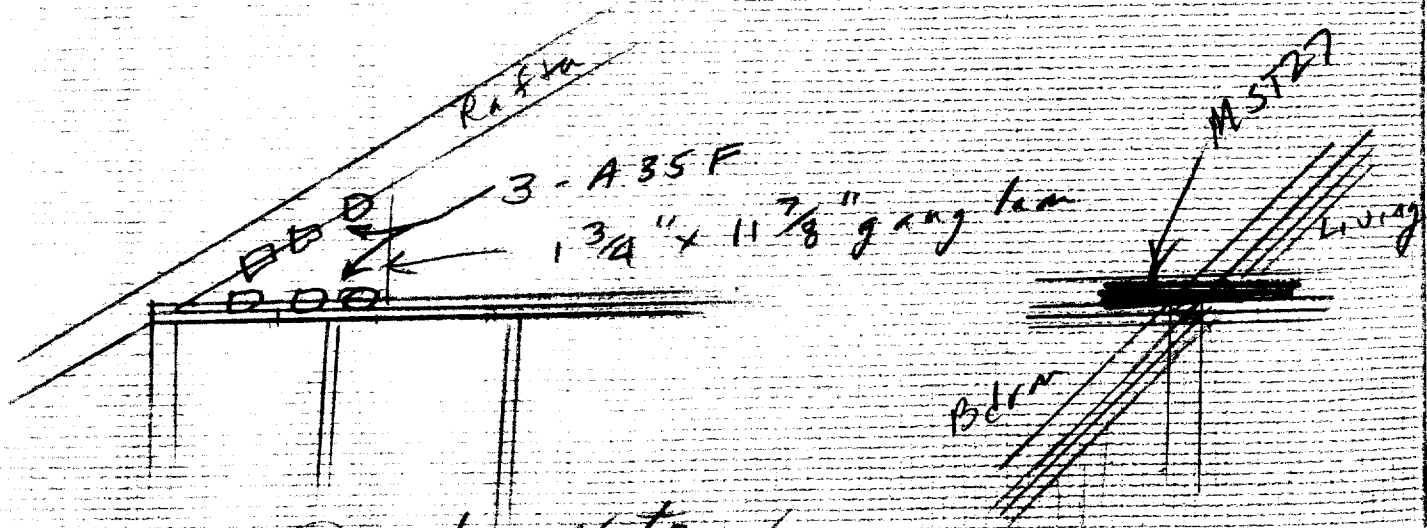 Rafter
3 - A35F
1 3/4" x 11 7/8" gang lam
MST27
Living
Bdrm